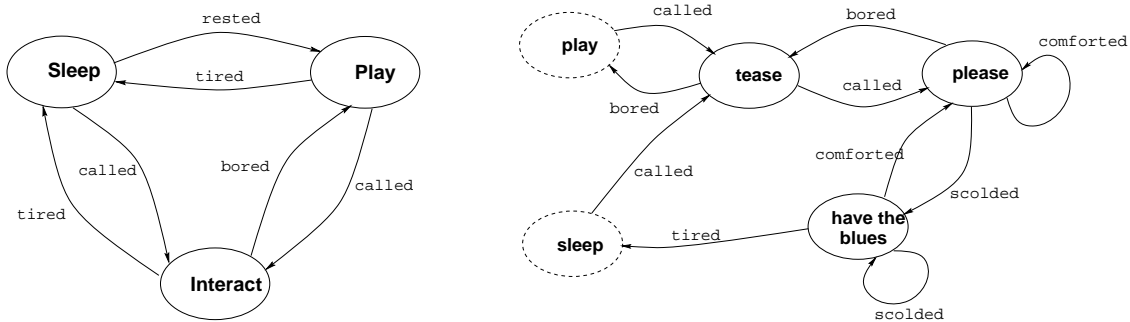 rested
Sleep
Play
tired
called
bored
called
tired
Interact
called
bored
comforted
play
tease
please
bored
called
comforted
called
scolded
have the
blues
sleep
tired
scolded